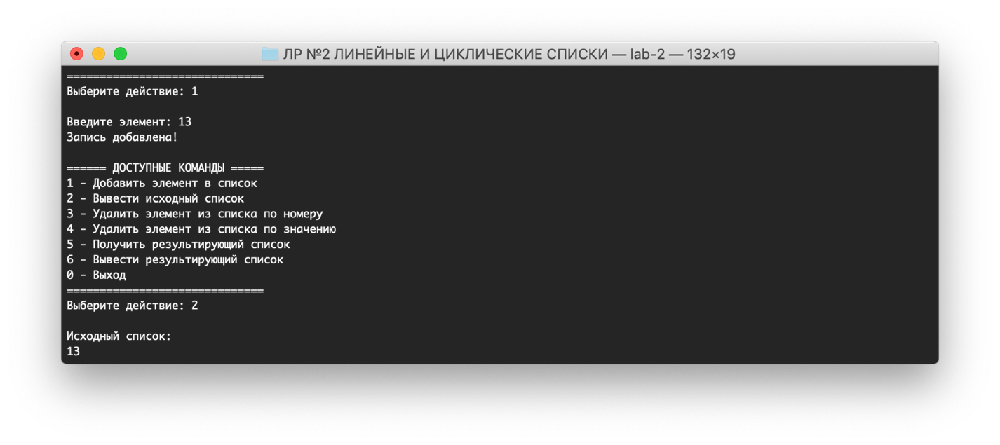 ЛР №2 ЛИНЕЙНЫЕ И ЦИКЛИЧЕСКИЕ СПИСКИ — lab-2 — 132×19
==============================
Выберите действие: 1
Введите элемент: 13
Запись добавлена!
====== ДОСТУПНЫЕ КОМАНДЫ =====
1 - Добавить элемент в список
2 - Вывести исходный список
3 - Удалить элемент из списка по номеру
4 - Удалить элемент из списка по значению
5 - Получить результирующий список
6 - Вывести результирующий список
0 - Выход
==============================
Выберите действие: 2
Исходный список:
13